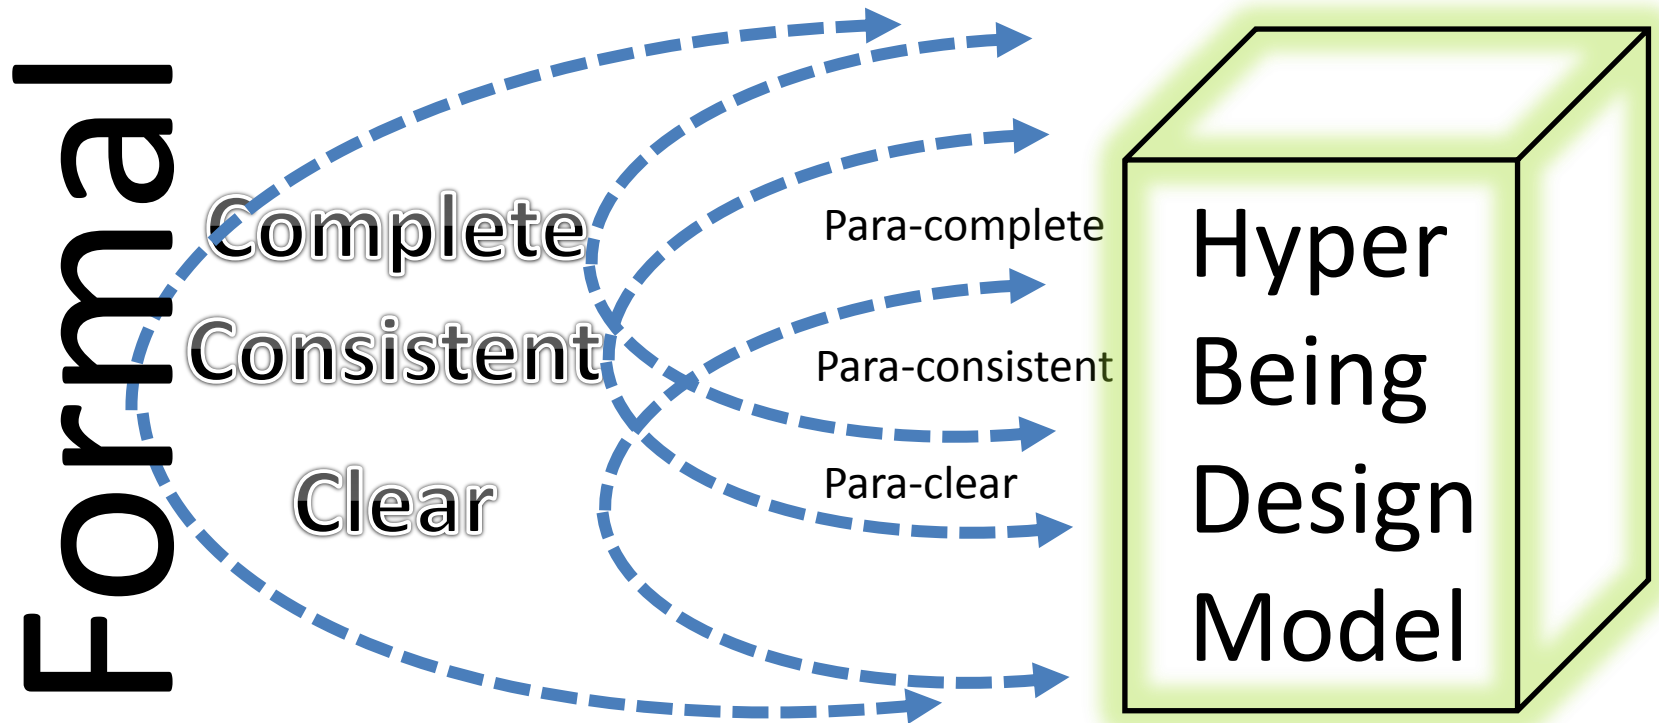 Formal
Complete
Consistent
Clear
Para-complete
Para-consistent
Para-clear
Hyper
Being
Design
Model